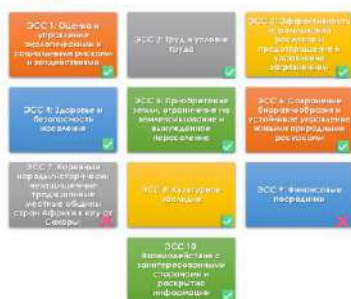 ЭСС 1: Оценка и
управление
экологическими и
социальными рисками
и воздействиями
ЭСС 2: Труд и условия
труда
ЭСС 3: Эффективность
использования
ресурсов и
предотвращение и
управление
загрязнением
ЭСС 4: Здоровье и
безопасность
населения
ЭСС 5: Приобретение
земли, ограничения на
землепользование и
вынужденное
переселение
ЭСС 6: Сохранение
биоразнообразия и
устойчивое управление
живыми природными
ресурсами
ЭСС 7: Коренные
народы/исторически
традиционные
местные общины
стран Африки к югу от
Сахары
ЭСС 8: Культурное
наследие
ЭСС 9: Финансовые
посредники
ЭСС 10:
Взаимодействие с
заинтересованными
сторонами и
раскрытие
информации